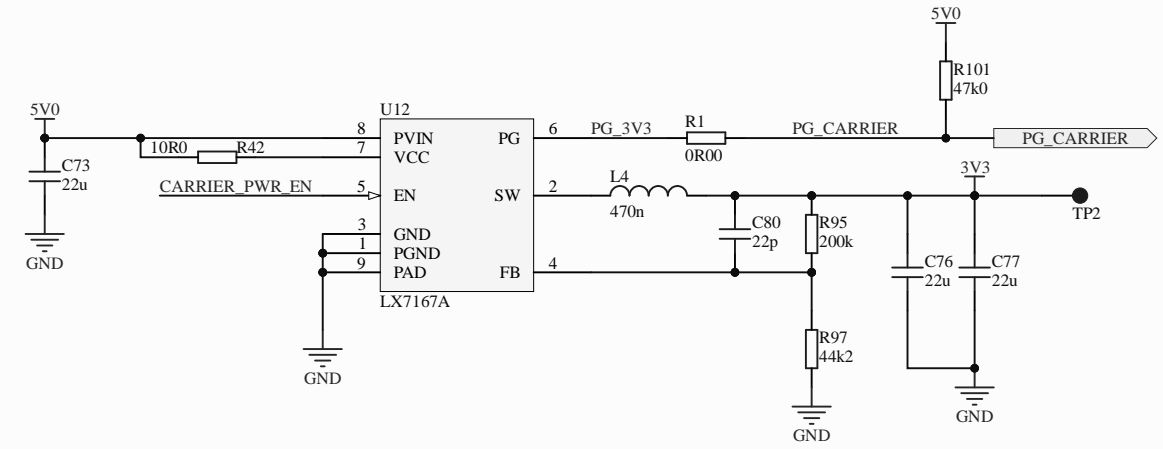 5V0
R101
47k0
5V0
U12
8
PVIN
PG
6
PG_3V3
R1
PG_CARRIER
PG_CARRIER
10R0
R42
7
VCC
0R00
C73
22u
CARRIER_PWR_EN
5
EN
SW
2
L4
470n
3V3
TP2
3
GND
C80
22p
R95
200k
1
PGND
GND
9
PAD
FB
4
C76
22u
C77
22u
LX7167A
R97
44k2
GND
GND
GND